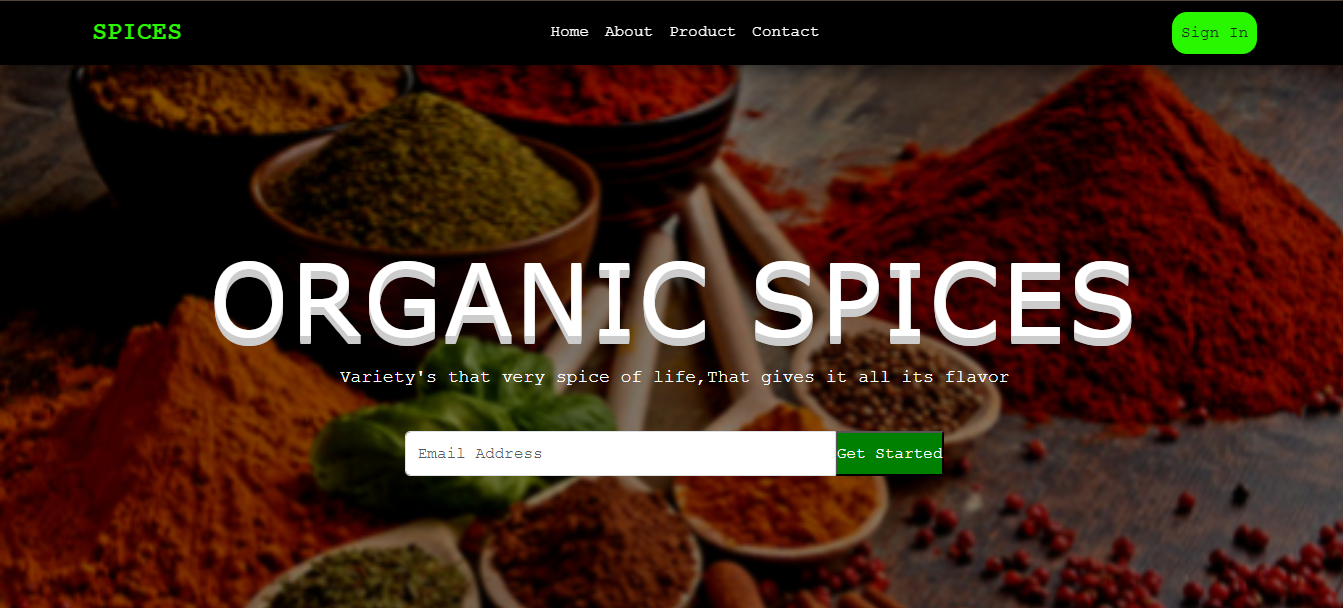 SPICES
Home About Product Contact
Sign In
ORGANIC SPICES
Variety's that very spice of life,That gives it all its flavor
Email Address
Get Started